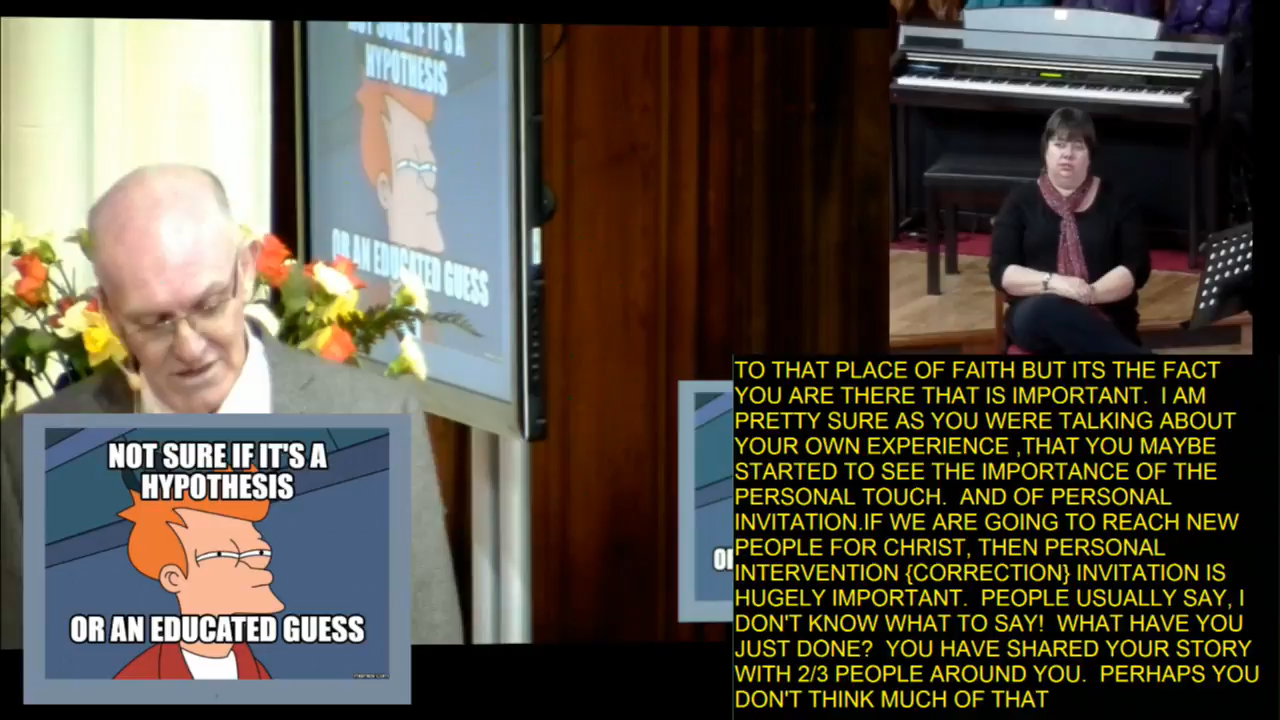 NOT SURE IF IT'S A
HYPOTHESIS
OR AN EDUCATED GUESS
NOT SURE IF IT'S A
HYPOTHESIS
OR AN EDUCATED GUESS
TO THAT PLACE OF FAITH BUT ITS THE FACT
YOU ARE THERE THAT IS IMPORTANT.  I AM
PRETTY SURE AS YOU WERE TALKING ABOUT
YOUR OWN EXPERIENCE ,THAT YOU MAYBE
STARTED TO SEE THE IMPORTANCE OF THE
PERSONAL TOUCH.  AND OF PERSONAL
INVITATION.IF WE ARE GOING TO REACH NEW
PEOPLE FOR CHRIST, THEN PERSONAL
INTERVENTION {CORRECTION} INVITATION IS
HUGELY IMPORTANT.  PEOPLE USUALLY SAY, I
DON'T KNOW WHAT TO SAY!  WHAT HAVE YOU
JUST DONE?  YOU HAVE SHARED YOUR STORY
WITH 2/3 PEOPLE AROUND YOU.  PERHAPS YOU
DON'T THINK MUCH OF THAT